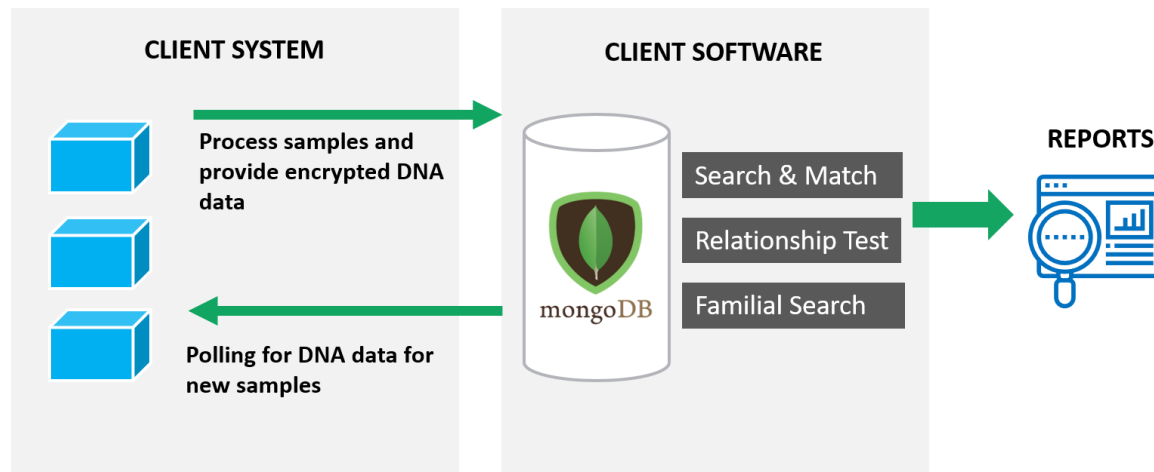 CLIENT SYSTEM
Process samples and
provide encrypted DNA
data
Polling for DNA data for
new samples
CLIENT SOFTWARE
mongoDB
Search & Match
Relationship Test
Familial Search
REPORTS